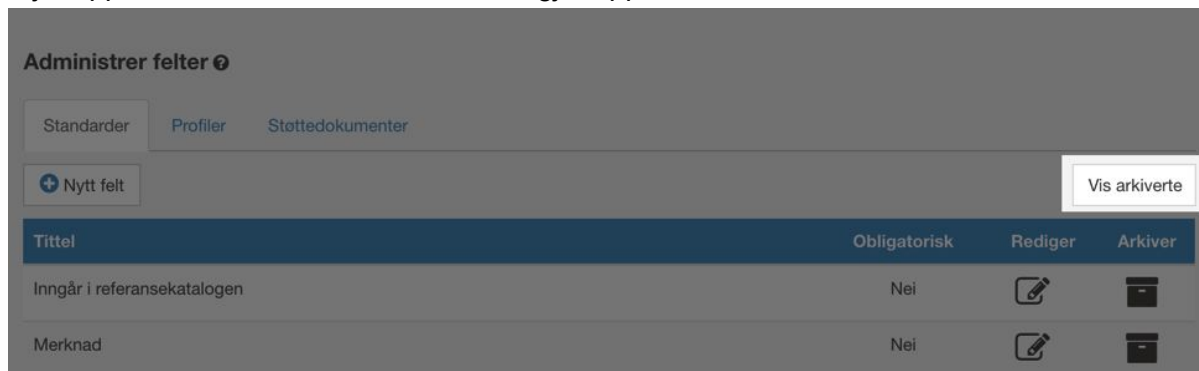 Administrer felter
Standarder Profiler Støttedokumenter
Nytt felt Vis arkiverte
Tittel Obligatorisk Rediger Arkiver
Inngår i referansekatalogen Nei
Merknad Nei